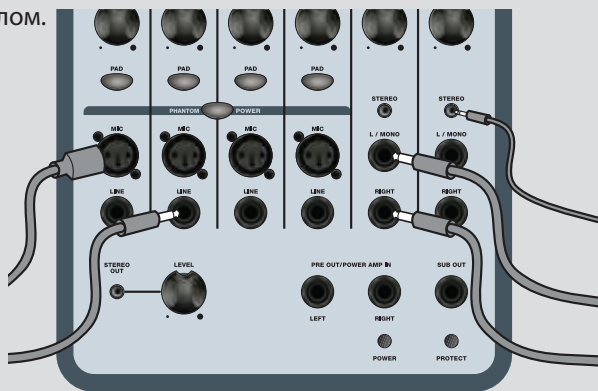 лом.
PAD PAD PAD PAD
STEREO STEREO
PHANTOM POWER
MIC MIC MIC MIC L / MONO L / MONO
LINE LINE LINE LINE RIGHT RIGHT
STEREO OUT LEVEL PRE OUT/POWER AMP IN SUB OUT
LEFT RIGHT
POWER PROTECT